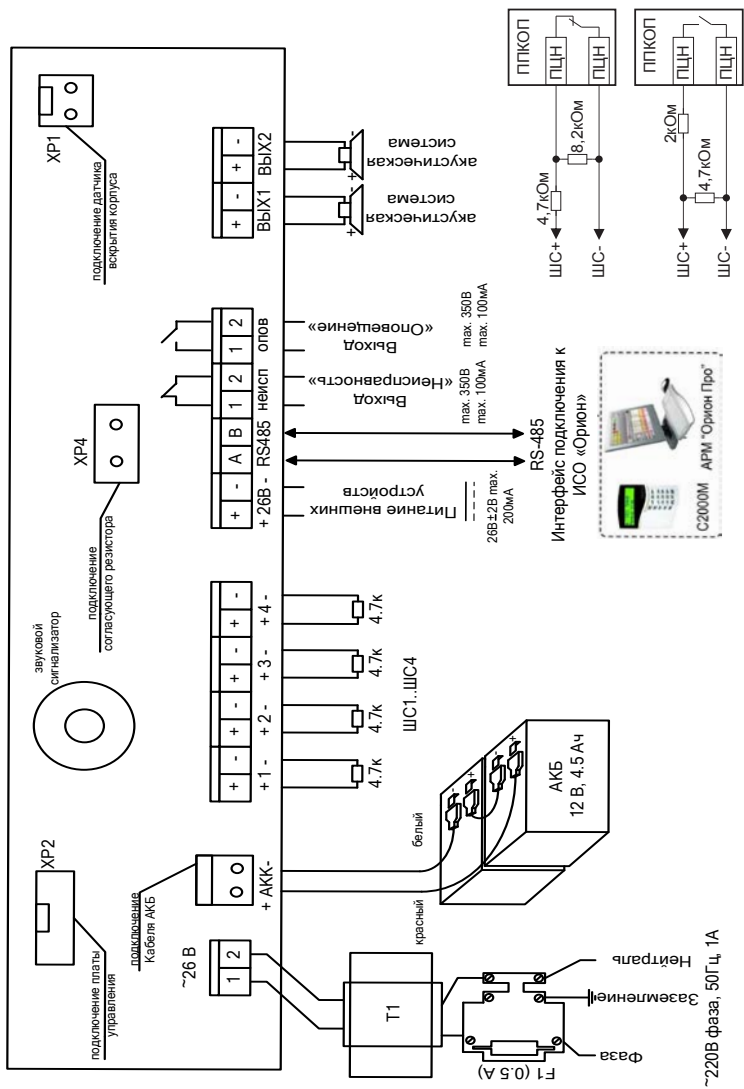 ХР2
подключение платы
управления
звуковой
сигнализатор
ХР4
подключение
согласующего резистора
ХР1
подключение датчика
вскрытия корпуса
~26 В
1 2
подключение
Кабеля АКБ
+ АКК-
+ - + - + - + -
+ 1 - + 2 - + 3 - + 4 -
4.7к 4.7к 4.7к 4.7к
ШС1..ШС4
+ - A B 1 2 1 2
+ 26В - RS485 неисп опов
+ - + -
ВЫХ1 ВЫХ2
+ - + -
акустическая
система
акустическая
система
Питание внешних
устройств
26В±2В max.
200мА
Выход
«Неисправность»
max. 350В
max. 100мА
Выход
«Оповещение»
max. 350В
max. 100мА
RS-485
Интерфейс подключения к
ИСО «Орион»
С2000М АРМ "Орион Про"
красный
белый
- + - +
АКБ
12 В, 4.5 Ач
Т1
F1 (0.5 А)
Фаза
Заземление
Нейтраль
~220В фаза, 50Гц, 1А
ППКОП
ПЦН
ПЦН
4,7кОм
8,2кОм
ШС+
ШС-
ППКОП
ПЦН
ПЦН
2кОм
4,7кОм
ШС+
ШС-